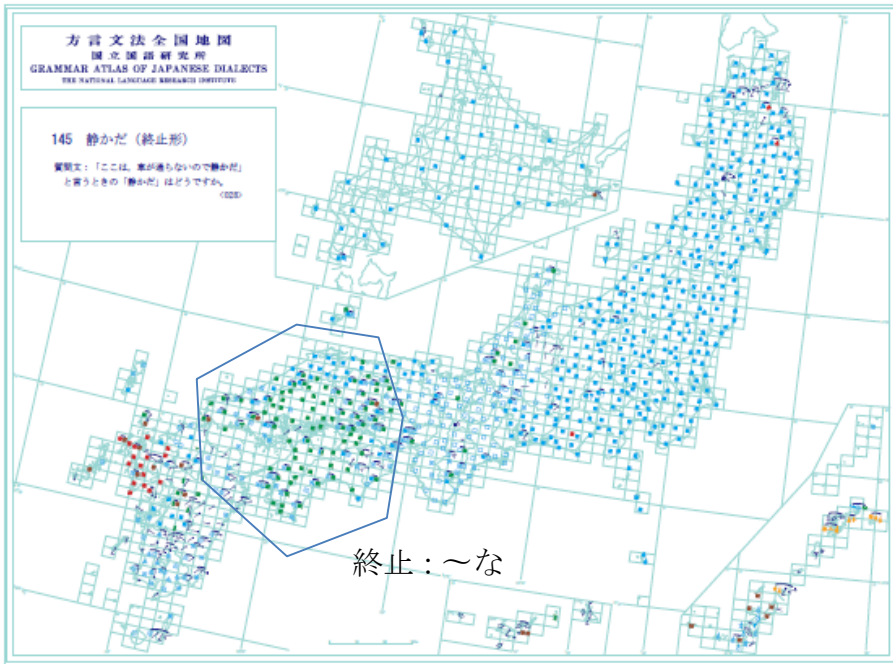 方言文法全国地図
国立国語研究所
GRAMMAR ATLAS OF JAPANESE DIALECTS
THE NATIONAL LANGUAGE RESEARCH INSTITUTE
145 静かだ（終止形）
質問文：「ここは、車が通らないので静かだ」
と言うときの「静かだ」はどうですか。
〈020〉
終止：～な